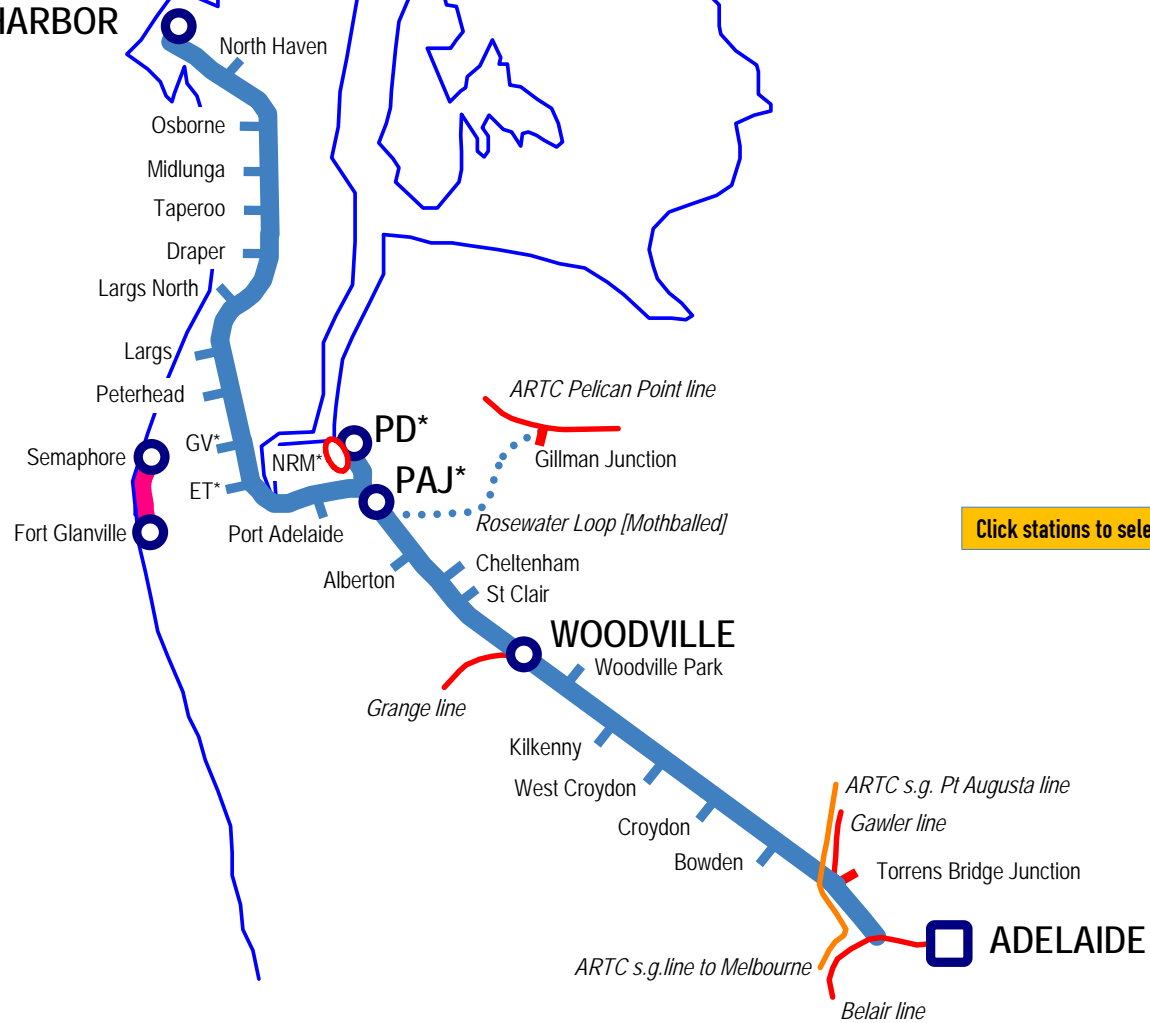 HARBOR
North Haven
Osborne
Midlunga
Taperoo
Draper
Largs North
Largs
Peterhead
ARTC Pelican Point line
PD*
GV*
Semaphore
NRM*
Gillman Junction
PAJ*
ET*
Rosewater Loop [Mothballed]
Fort Glanville
Port Adelaide
Click stations to sele
Cheltenham
Alberton
St Clair
WOODVILLE
Woodville Park
Grange line
Kilkenny
West Croydon
ARTC s.g. Pt Augusta line
Croydon
Gawler line
Bowden
Torrens Bridge Junction
ADELAIDE
ARTC s.g.line to Melbourne
Belair line